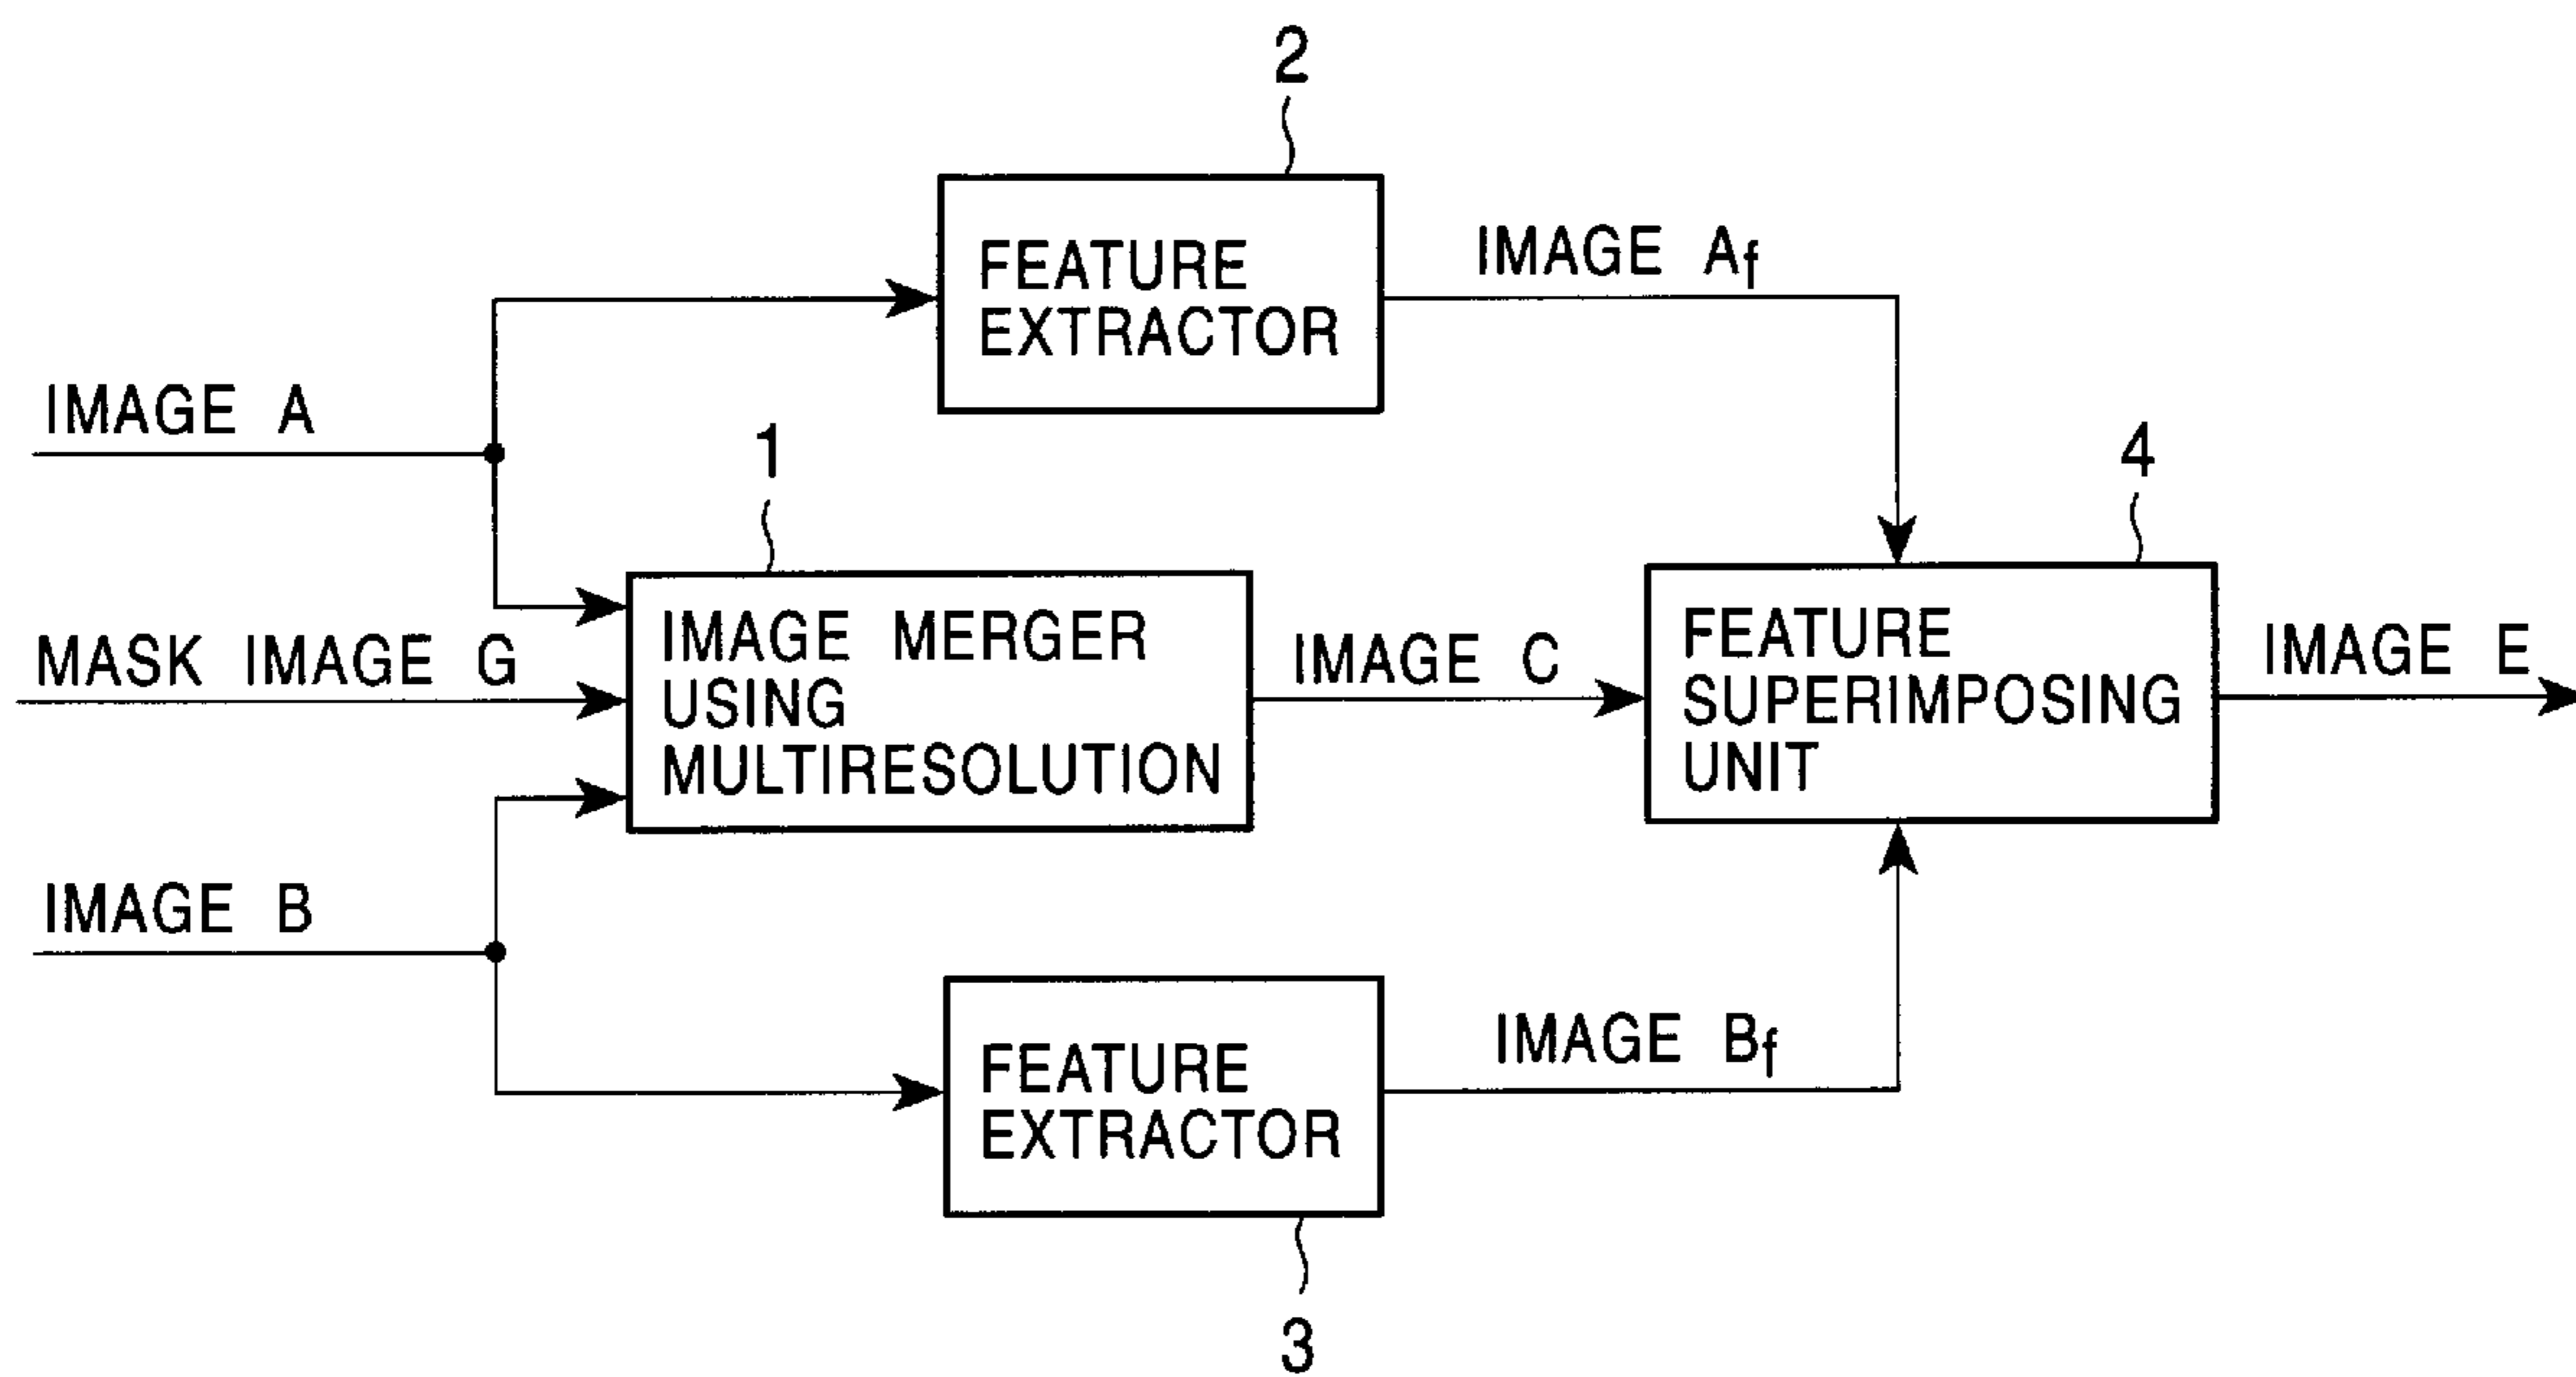 2
FEATURE
EXTRACTOR
IMAGE Af
IMAGE A
1
4
MASK IMAGE G
IMAGE MERGER
USING
MULTIRESOLUTION
IMAGE C
FEATURE
SUPERIMPOSING
UNIT
IMAGE E
IMAGE B
FEATURE
EXTRACTOR
IMAGE Bf
3